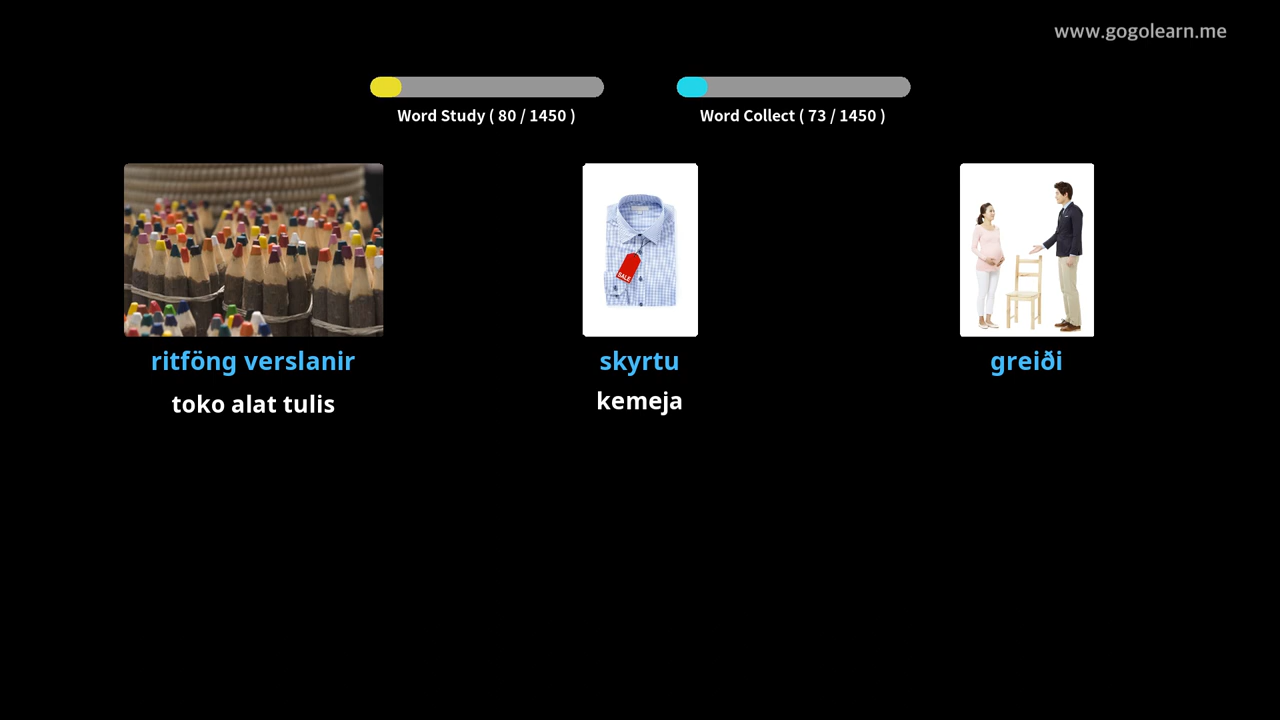 www.gogolearn.me
Word Study ( 80 / 1450 )
Word Collect ( 73 / 1450 )
SALE
ritföng verslanir
skyrtu
greiði
toko alat tulis
kemeja